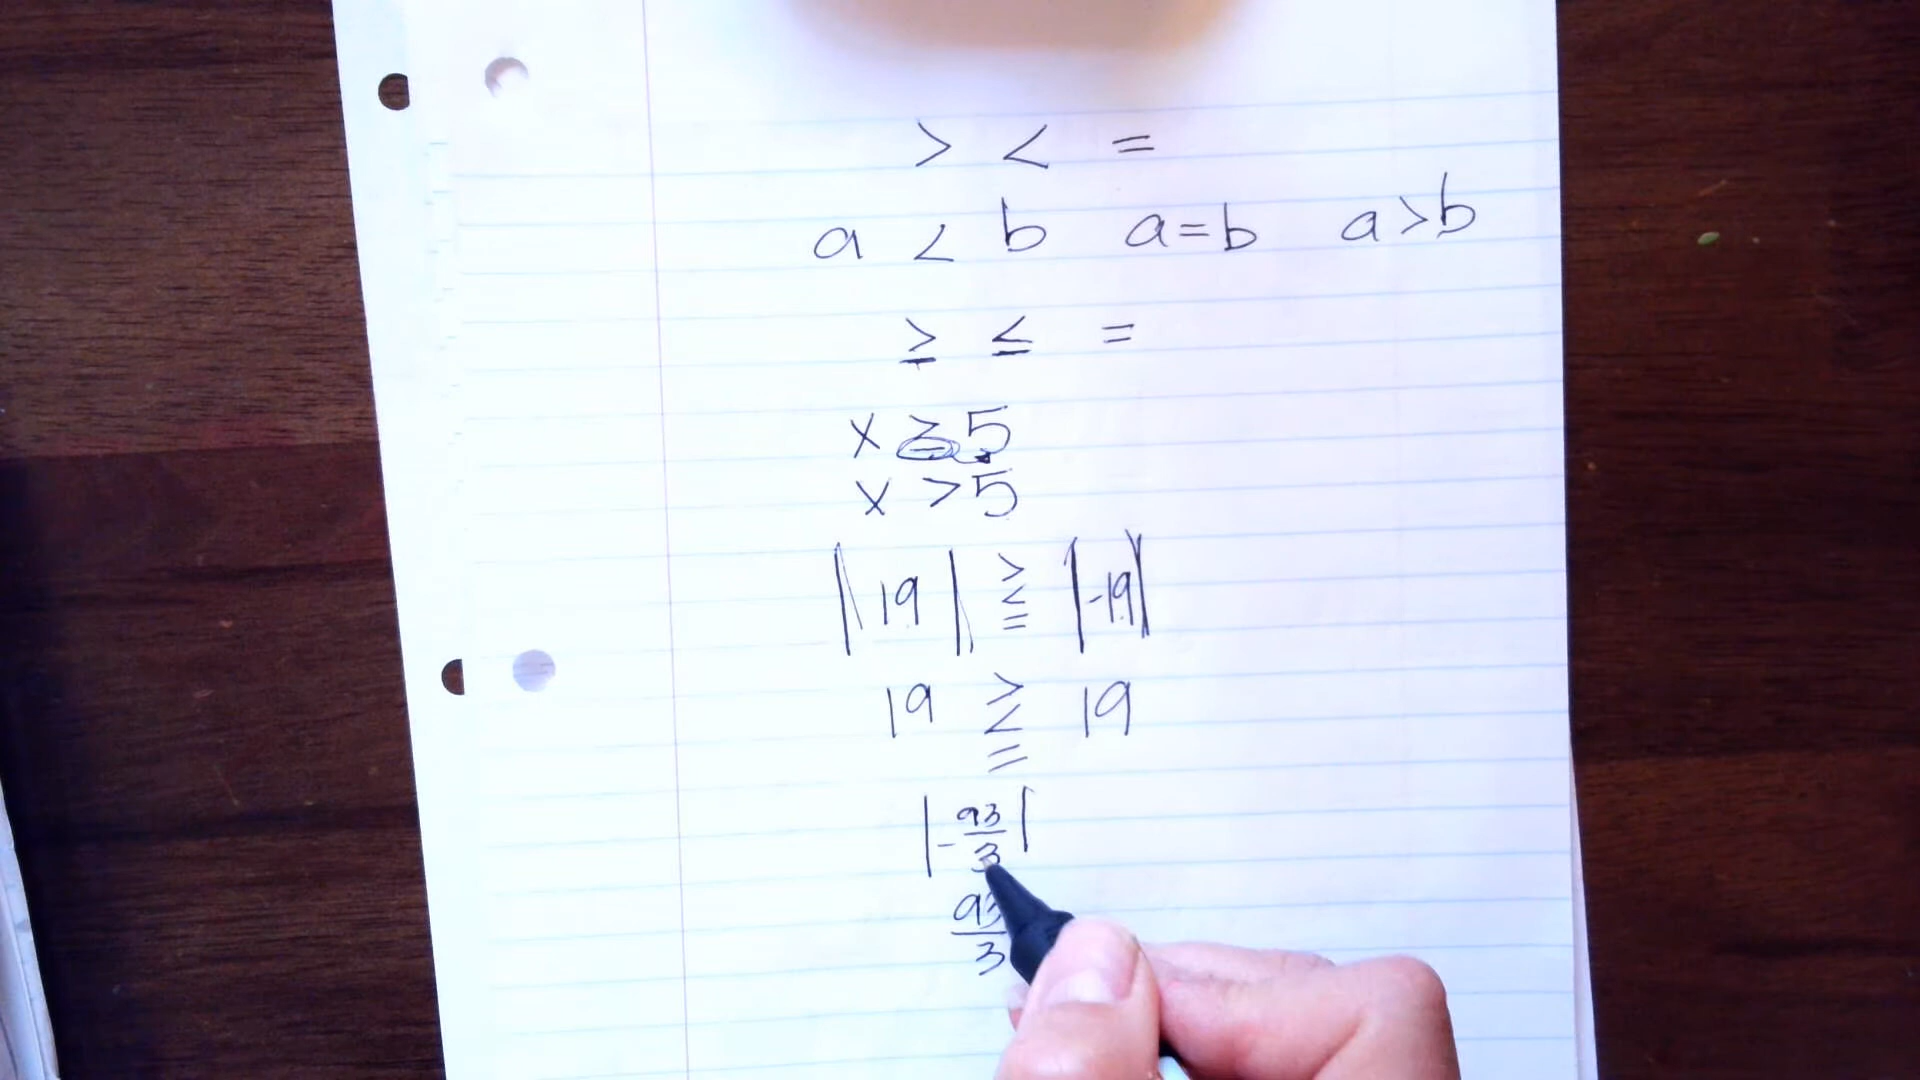 > < =
a < b a=b a>b
≥ ≤ =
x ≥ 5
x > 5
|19| > < = |-19|
19 > < = 19
|-93/3|
93/3